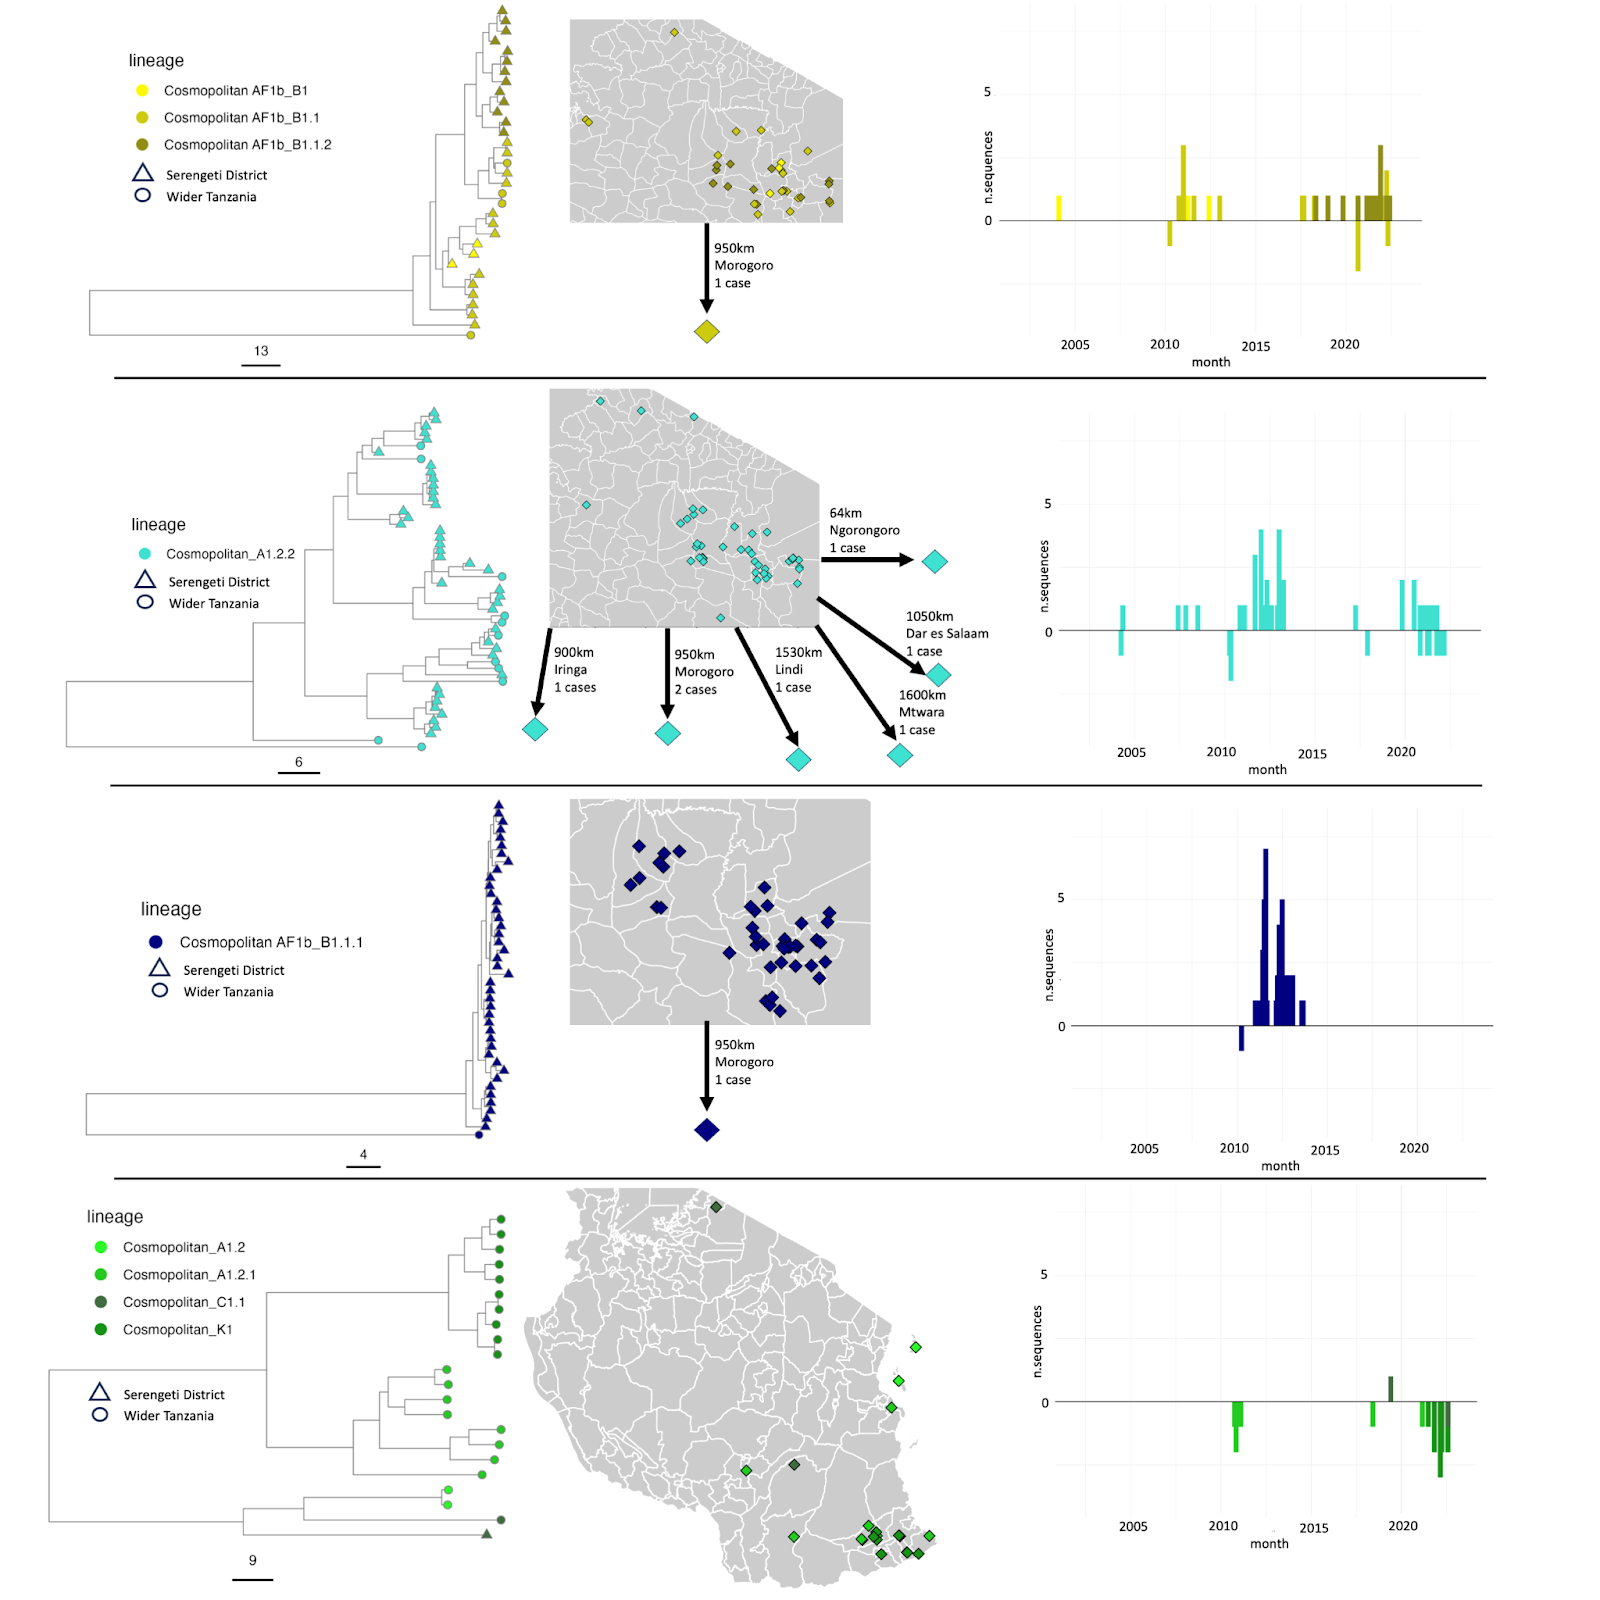 lineage
Cosmopolitan AF1b_B1
Cosmopolitan AF1b_B1.1
Cosmopolitan AF1b_B1.1.2
Serengeti District
Wider Tanzania
13
950km
Morogoro
1 case
5
0
n.sequences
2005
2010
2015
2020
month
lineage
Cosmopolitan_A1.2.2
Serengeti District
Wider Tanzania
6
64km
Ngorongoro
1 case
1050km
Dar es Salaam
1 case
900km
Iringa
1 cases
950km
Morogoro
2 cases
1530km
Lindi
1 case
1600km
Mtwara
1 case
5
0
n.sequences
2005
2010
2015
2020
month
lineage
Cosmopolitan AF1b_B1.1.1
Serengeti District
Wider Tanzania
4
950km
Morogoro
1 case
5
0
n.sequences
2005
2010
2015
2020
month
lineage
Cosmopolitan_A1.2
Cosmopolitan_A1.2.1
Cosmopolitan_C1.1
Cosmopolitan_K1
Serengeti District
Wider Tanzania
9
5
0
n.sequences
2005
2010
2015
2020
month